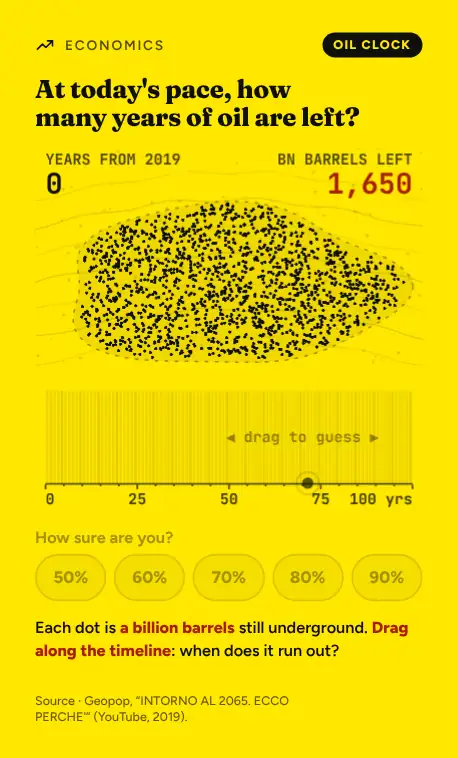 ECONOMICS
OIL CLOCK
At today's pace, how
many years of oil are left?
YEARS FROM 2019
BN BARRELS LEFT
0
1,650
◄ drag to guess ►
0 25 50 75 100 yrs
How sure are you?
50% 60% 70% 80% 90%
Each dot is a billion barrels still underground. Drag
along the timeline: when does it run out?
Source · Geopop, “INTORNO AL 2065. ECCO
PERCHE'” (YouTube, 2019).